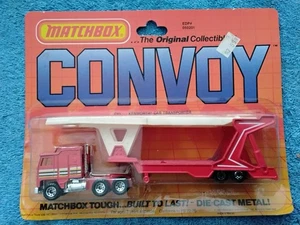 MATCHBOX
...The Original Collectible
CONVOY
MATCHBOX TOUGH...BUILT TO LAST!—DIE-CAST METAL!